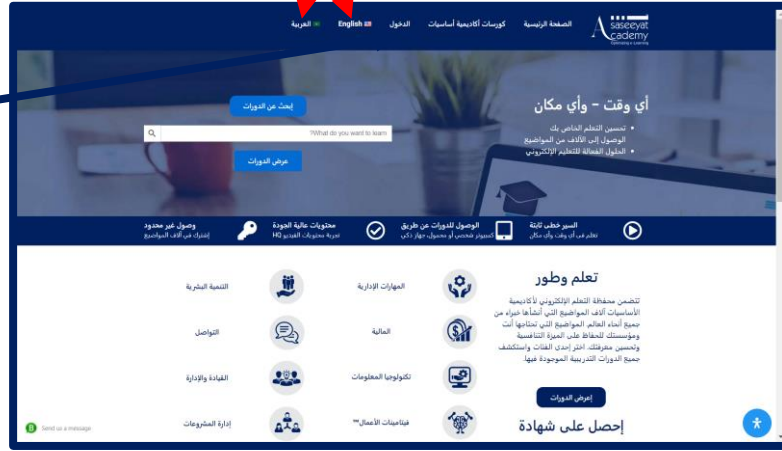 Asaseeyat
Academy
الصفحة الرئيسية
كورسات أكاديمية أساسيات
الدخول
English
العربية
أي وقت - وأي مكان
تحسين التعلم الخاص بك
الوصول إلى الآلاف من المواضيع
الحلول الفعالة للتعليم الإلكتروني
إبحث عن الدورات
What do you want to learn?
عرض الدورات
السير خطى ثابتة
تعلم في أي وقت وأي مكان
الوصول للدورات عن طريق
كمبيوتر شخصي أو محمول، جهاز ذكي
محتويات عالية الجودة
تجربة محتويات الفيديو HQ
وصول غير محدود
إشترك في آلاف المواضيع
تعلم وطور
تتضمن محفظة التعلم الإلكتروني لأكاديمية
الأساسيات آلاف المواضيع التي أنشأها خبراء من
جميع أنحاء العالم. المواضيع التي تحتاجها أنت
ومؤسستك للحفاظ على الميزة التنافسية
وتحسين معرفتك. اختر إحدى الفئات واستكشف
جميع الدورات التدريبية الموجودة فيها.
إعرض الدورات
إحصل على شهادة
المهارات الإدارية
التنمية البشرية
المالية
التواصل
تكنولوجيا المعلومات
القيادة والإدارة
فيتامينات الأعمال™
إدارة المشروعات
Send us a message